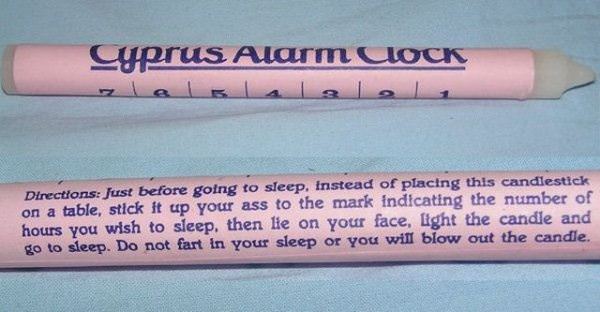 Cyprus Alarm Clock
7 6 5 4 3 2 1
Directions: Just before going to sleep, instead of placing this candlestick
on a table, stick it up your ass to the mark indicating the number of
hours you wish to sleep, then lie on your face, light the candle and
go to sleep. Do not fart in your sleep or you will blow out the candle.